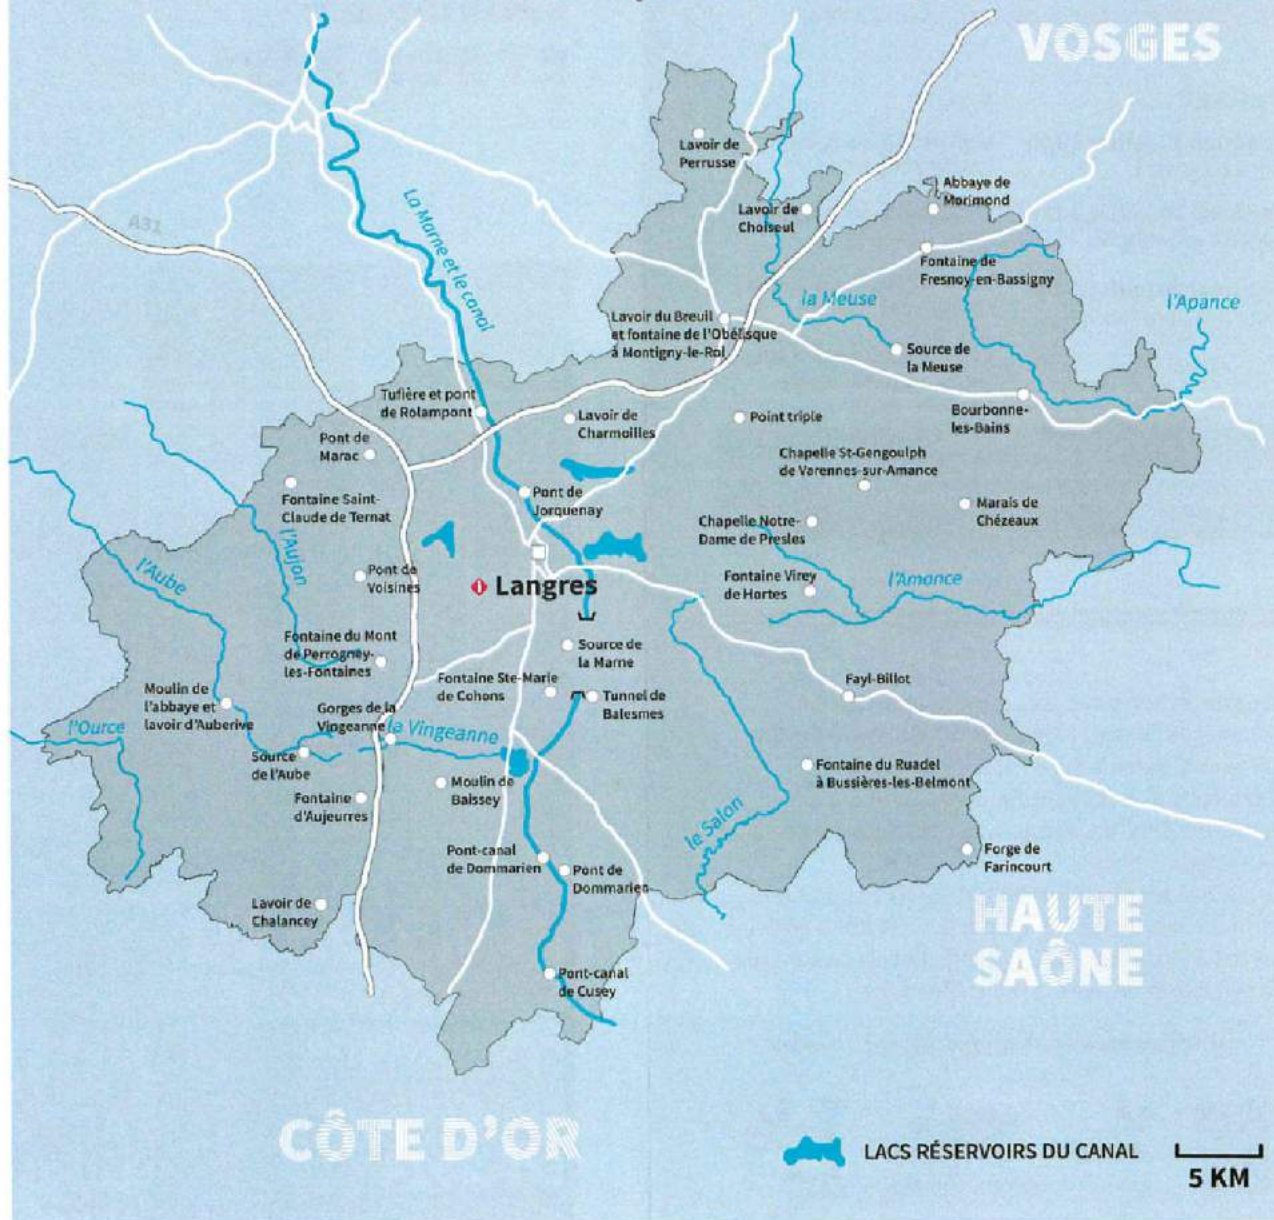 VOSGES
Lavoir de
Perrusse
Abbaye de
Morimond
Lavoir de
Choiseul
A31
La Marne et le canal
Fontaine de
Fresnoy-en-Bassigny
la Meuse
l'Apance
Lavoir du Breuil
et fontaine de l'Obélisque
à Montigny-le-Roi
Source de
la Meuse
Tufière et pont
de Rolampont
Lavoir de
Charmoilles
Point triple
Bourbonne-
les-Bains
Pont de
Marac
Chapelle St-Gengoulph
de Varennes-sur-Amance
Fontaine Saint-
Claude de Ternat
Pont de
Jorquenay
Marais de
Chézeaux
Chapelle Notre-
Dame de Presles
l'Aujon
l'Aube
Pont de
Voisines
Langres
Fontaine Virey
de Hortes
l'Amance
Fontaine du Mont
de Perrogney-
les-Fontaines
Source de
la Marne
Fontaine Ste-Marie
de Cohons
Fayl-Billot
Moulin de
l'abbaye et
lavoir d'Auberive
Tunnel de
Balesmes
Gorges de la
Vingeanne
la Vingeanne
l'Ource
Source
de l'Aube
Fontaine du Ruadel
à Bussières-les-Belmont
Moulin de
Baissey
Fontaine
d'Aujeurres
le Salon
Pont-canal
de Dommarien
Forge de
Farincourt
Pont de
Dommarien
Lavoir de
Chalancey
HAUTE
SAÔNE
Pont-canal
de Cusey
CÔTE D'OR
LACS RÉSERVOIRS DU CANAL
5 KM